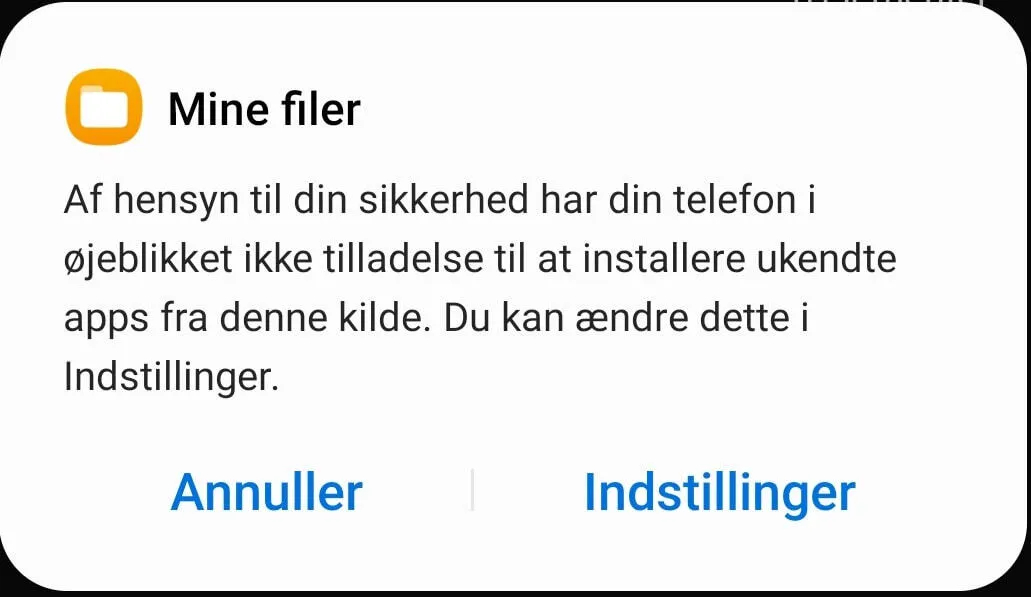 Mine filer
Af hensyn til din sikkerhed har din telefon i
øjeblikket ikke tilladelse til at installere ukendte
apps fra denne kilde. Du kan ændre dette i
Indstillinger.
Annuller
Indstillinger